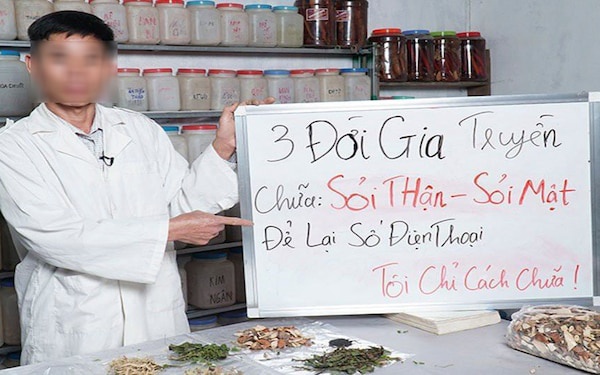 3 Đời Gia Truyền
Chữa: Sỏi THận - Sỏi Mật
Để Lại Số Điện Thoại
Tôi Chỉ Cách Chữa !
KIM
NGÂN